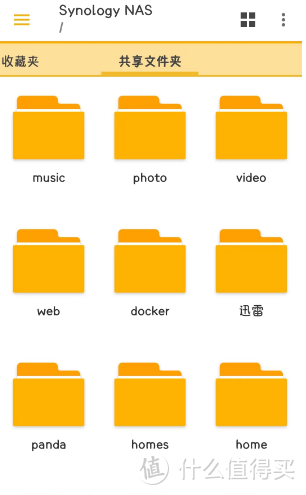 Synology NAS
/
收藏夹
共享文件夹
music
photo
video
web
docker
迅雷
panda
homes
home
值 什么值得买